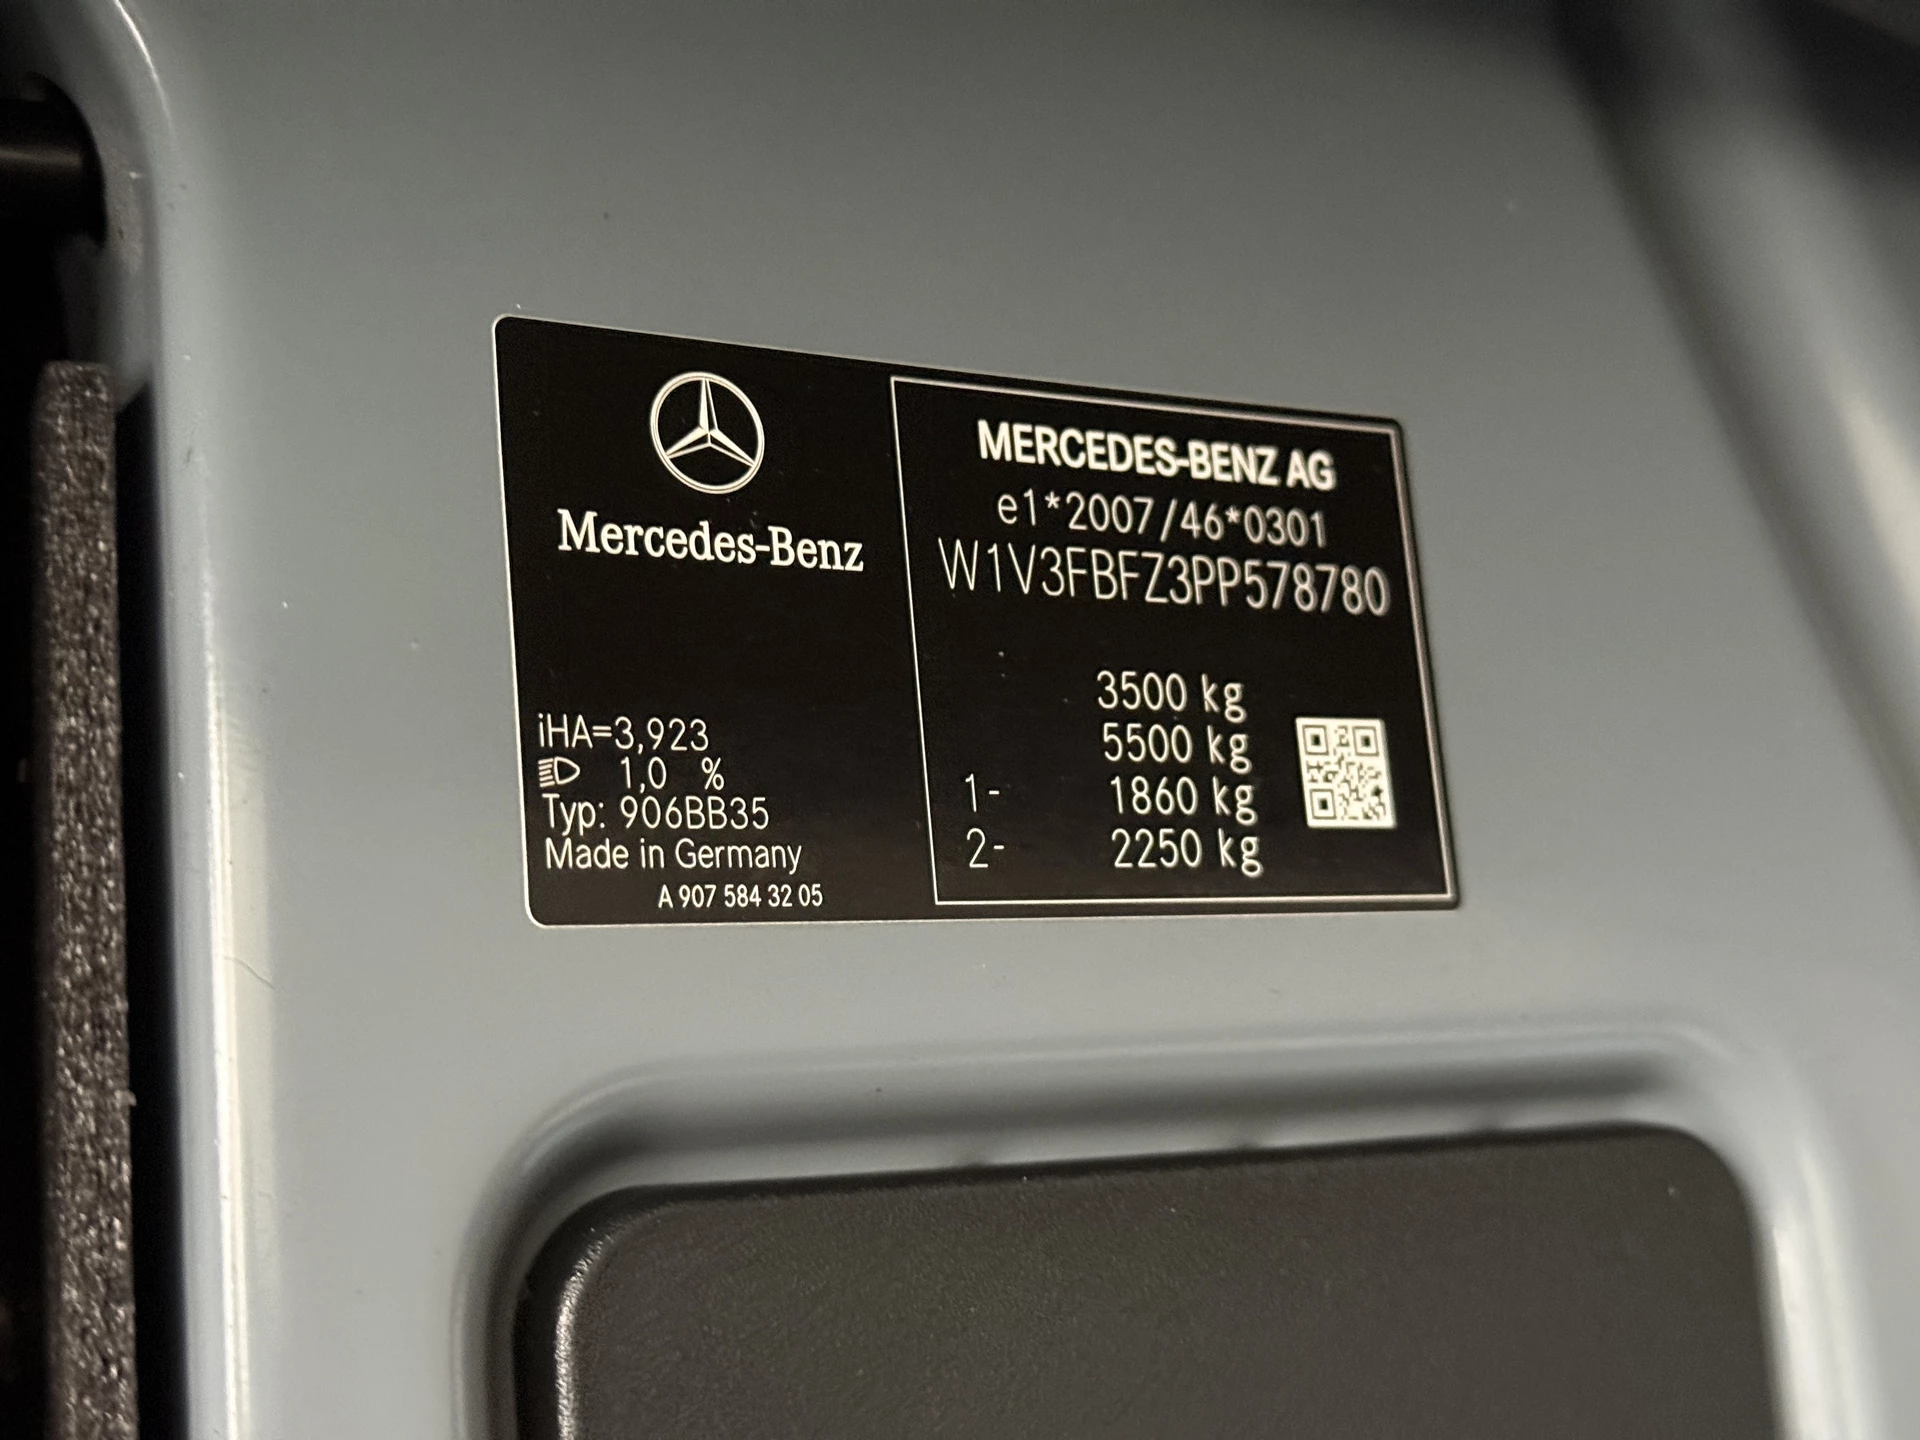 Mercedes-Benz
iHA=3,923
1,0 %
Typ: 906BB35
Made in Germany
A 907 584 32 05
MERCEDES-BENZ AG
e1*2007/46*0301
W1V3FBFZ3PP578780
3500 kg
5500 kg
1- 1860 kg
2- 2250 kg